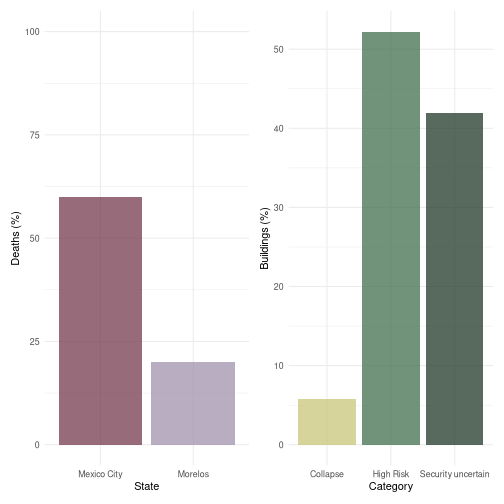 100
75
50
25
0
Deaths (%)
Mexico City
Morelos
State
50
40
30
20
10
0
Buildings (%)
Collapse
High Risk
Security uncertain
Category